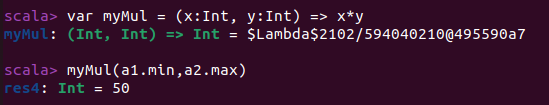 scala> var myMul = (x:Int, y:Int) => x*y
myMul: (Int, Int) => Int = $Lambda$2102/594040210@495590a7
scala> myMul(a1.min,a2.max)
res4: Int = 50